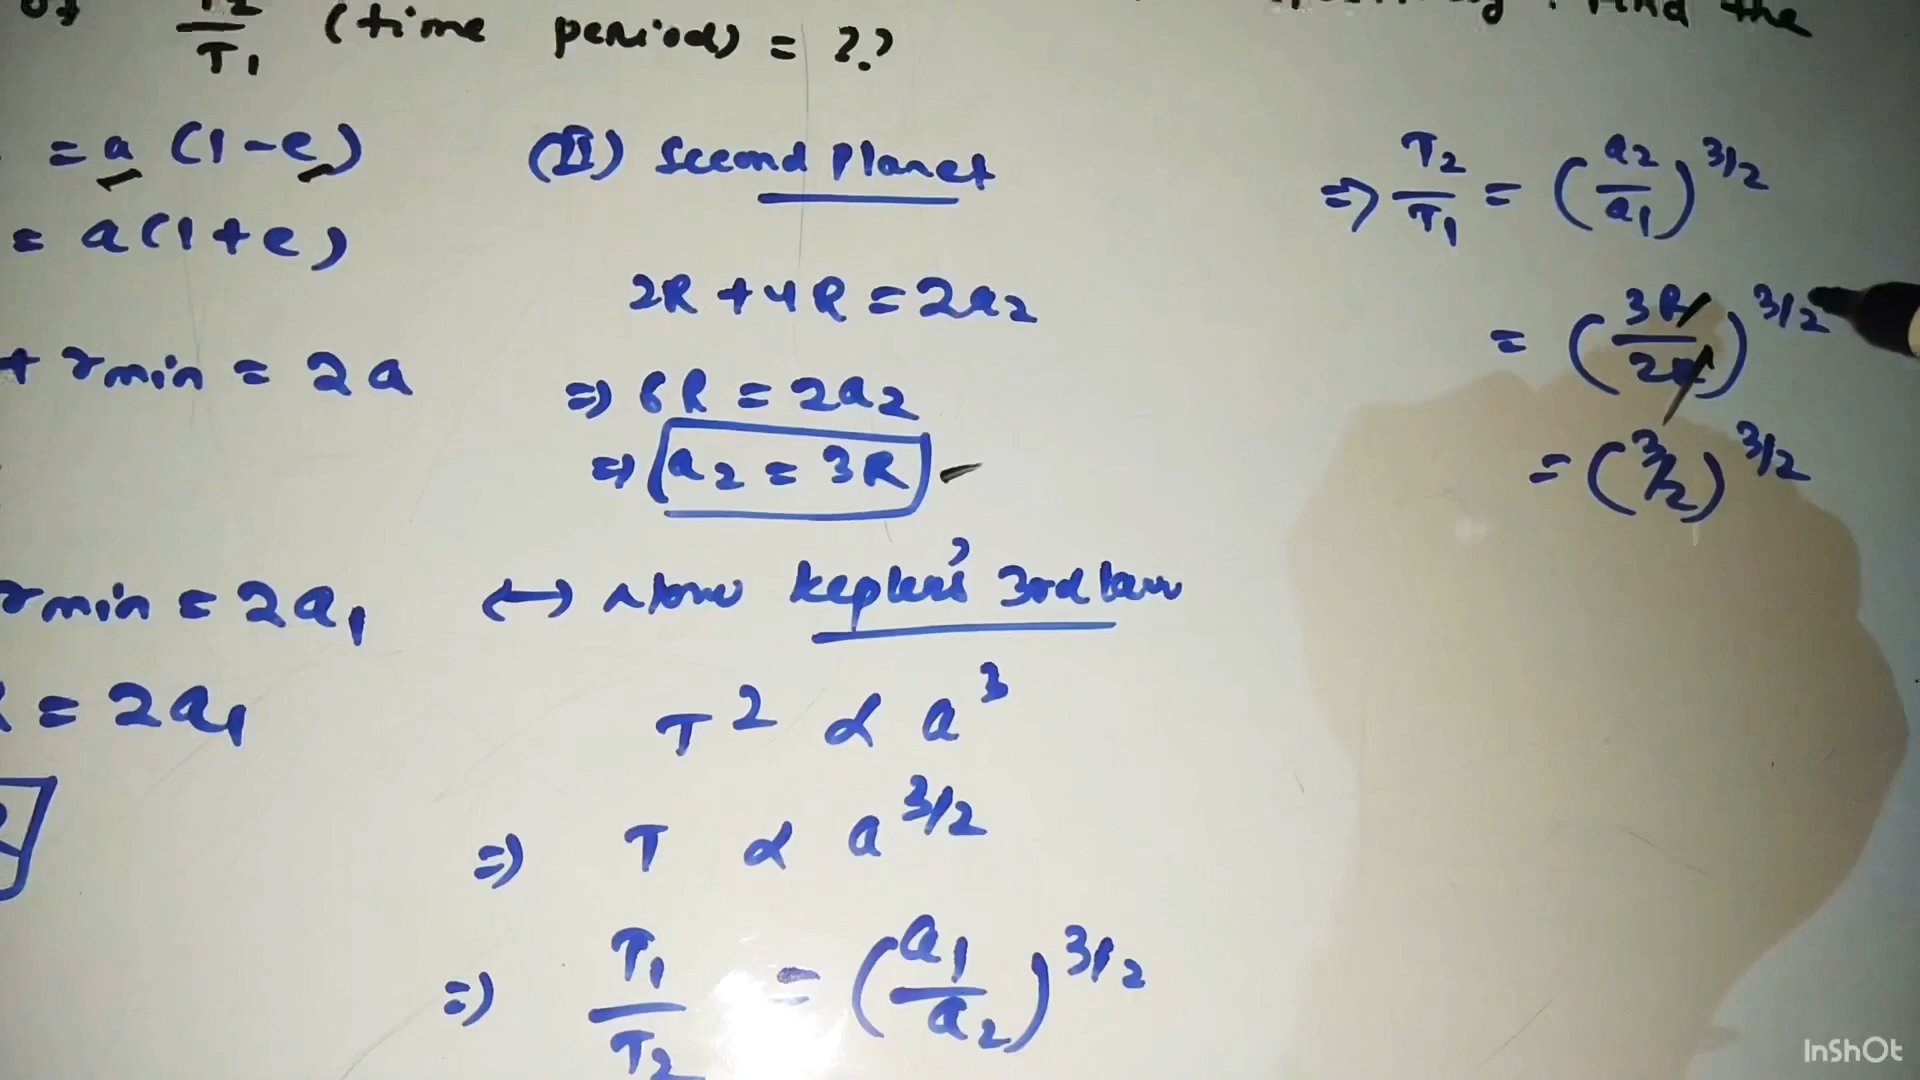 T1 (time period) = ??
the
= a (1-e)
= a(1+e)
+ rmin = 2a
rmin = 2a1
= 2a1
(II) Second Planet
2R + 4R = 2a2
=> 6R = 2a2
=> a2 = 3R
Kepler's 3rd law
T² ∝ a³
=> T ∝ a^3/2
=> T1/T2 = (a1/a2)^3/2
=> T2/T1 = (a2/a1)^3/2
= (3R/2R)^3/2
= (3/2)^3/2
InShOt